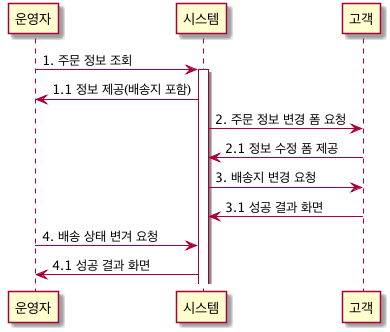 운영자 시스템 고객
1. 주문 정보 조회
1.1 정보 제공(배송지 포함)
2. 주문 정보 변경 폼 요청
2.1 정보 수정 폼 제공
3. 배송지 변경 요청
3.1 성공 결과 화면
4. 배송 상태 변겨 요청
4.1 성공 결과 화면
운영자 시스템 고객